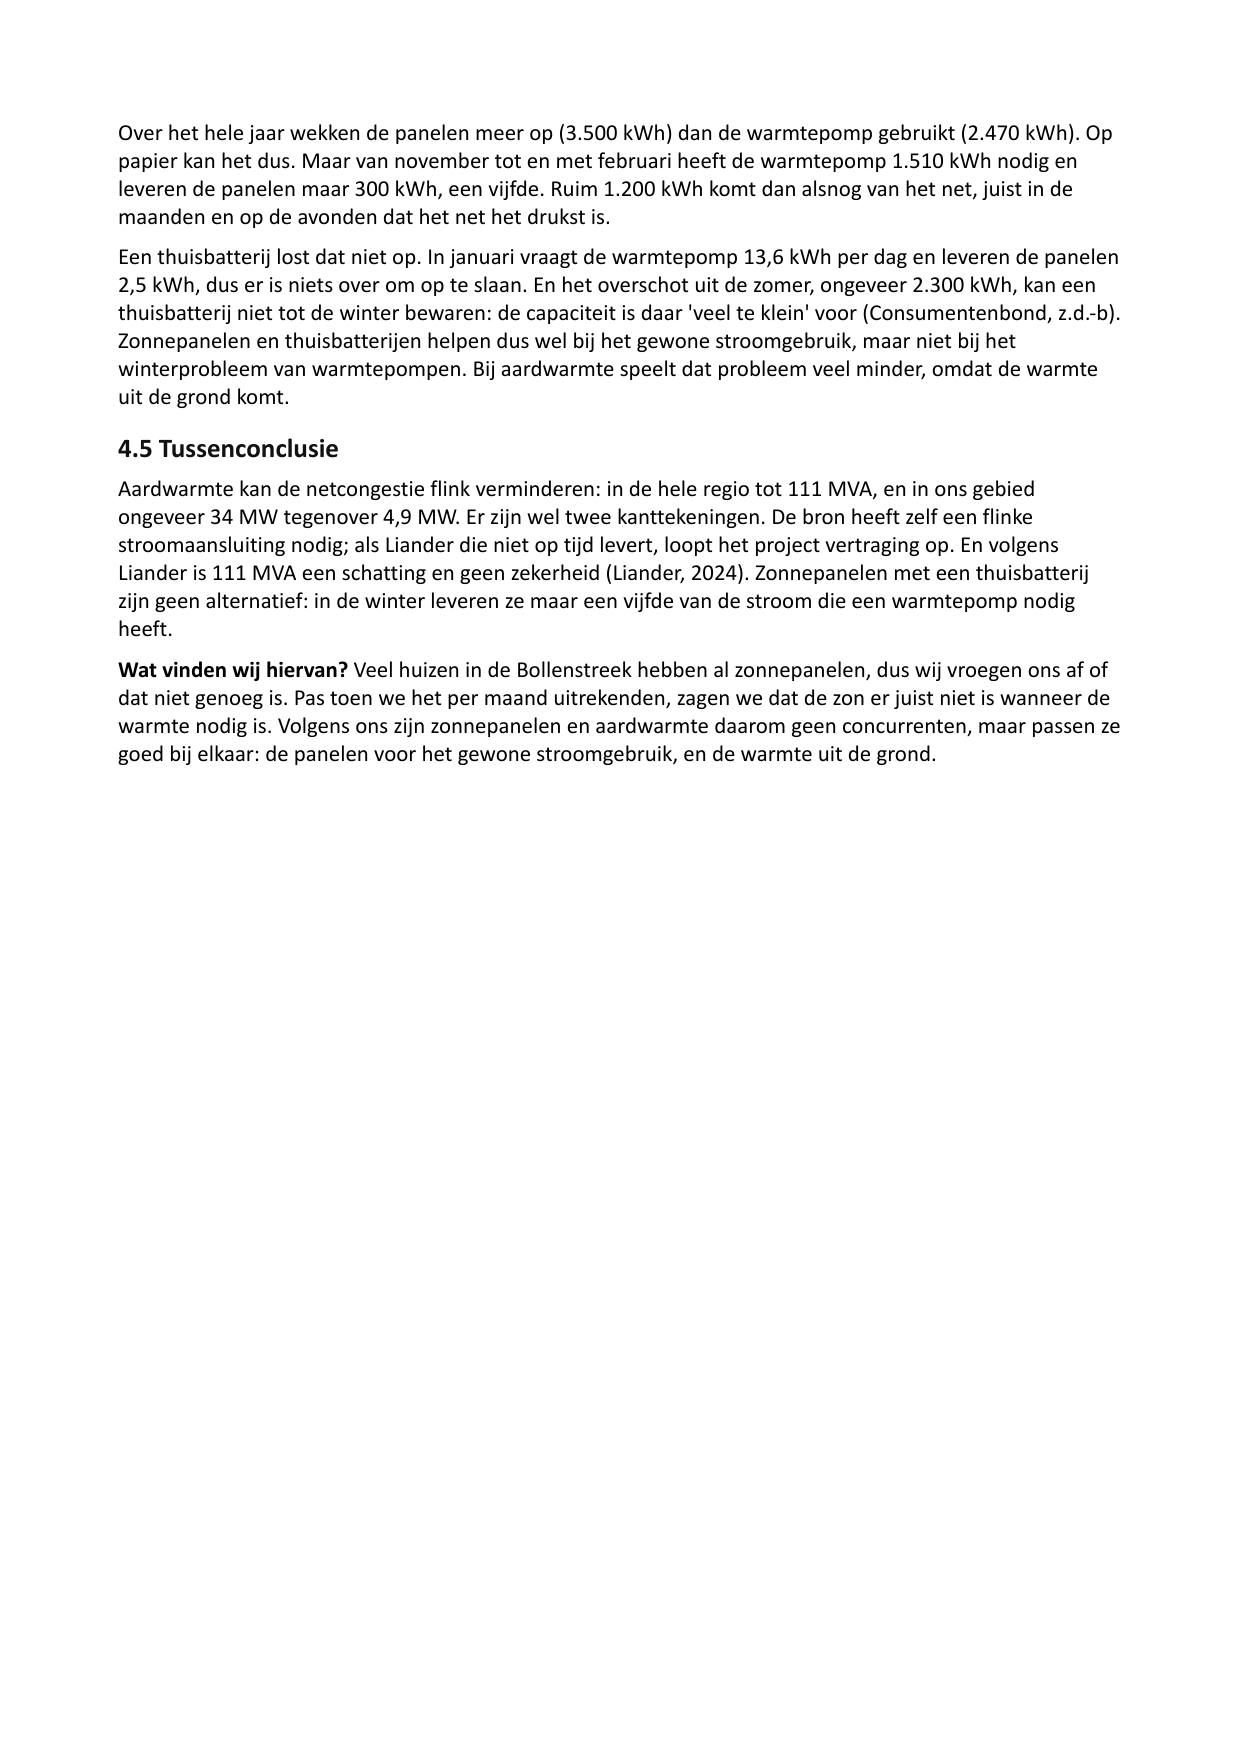 Over het hele jaar wekken de panelen meer op (3.500 kWh) dan de warmtepomp gebruikt (2.470 kWh). Op
papier kan het dus. Maar van november tot en met februari heeft de warmtepomp 1.510 kWh nodig en
leveren de panelen maar 300 kWh, een vijfde. Ruim 1.200 kWh komt dan alsnog van het net, juist in de
maanden en op de avonden dat het net het drukst is.
Een thuisbatterij lost dat niet op. In januari vraagt de warmtepomp 13,6 kWh per dag en leveren de panelen
2,5 kWh, dus er is niets over om op te slaan. En het overschot uit de zomer, ongeveer 2.300 kWh, kan een
thuisbatterij niet tot de winter bewaren: de capaciteit is daar 'veel te klein' voor (Consumentenbond, z.d.-b).
Zonnepanelen en thuisbatterijen helpen dus wel bij het gewone stroomgebruik, maar niet bij het
winterprobleem van warmtepompen. Bij aardwarmte speelt dat probleem veel minder, omdat de warmte
uit de grond komt.
4.5 Tussenconclusie
Aardwarmte kan de netcongestie flink verminderen: in de hele regio tot 111 MVA, en in ons gebied
ongeveer 34 MW tegenover 4,9 MW. Er zijn wel twee kanttekeningen. De bron heeft zelf een flinke
stroomaansluiting nodig; als Liander die niet op tijd levert, loopt het project vertraging op. En volgens
Liander is 111 MVA een schatting en geen zekerheid (Liander, 2024). Zonnepanelen met een thuisbatterij
zijn geen alternatief: in de winter leveren ze maar een vijfde van de stroom die een warmtepomp nodig
heeft.
Wat vinden wij hiervan? Veel huizen in de Bollenstreek hebben al zonnepanelen, dus wij vroegen ons af of
dat niet genoeg is. Pas toen we het per maand uitrekenden, zagen we dat de zon er juist niet is wanneer de
warmte nodig is. Volgens ons zijn zonnepanelen en aardwarmte daarom geen concurrenten, maar passen ze
goed bij elkaar: de panelen voor het gewone stroomgebruik, en de warmte uit de grond.